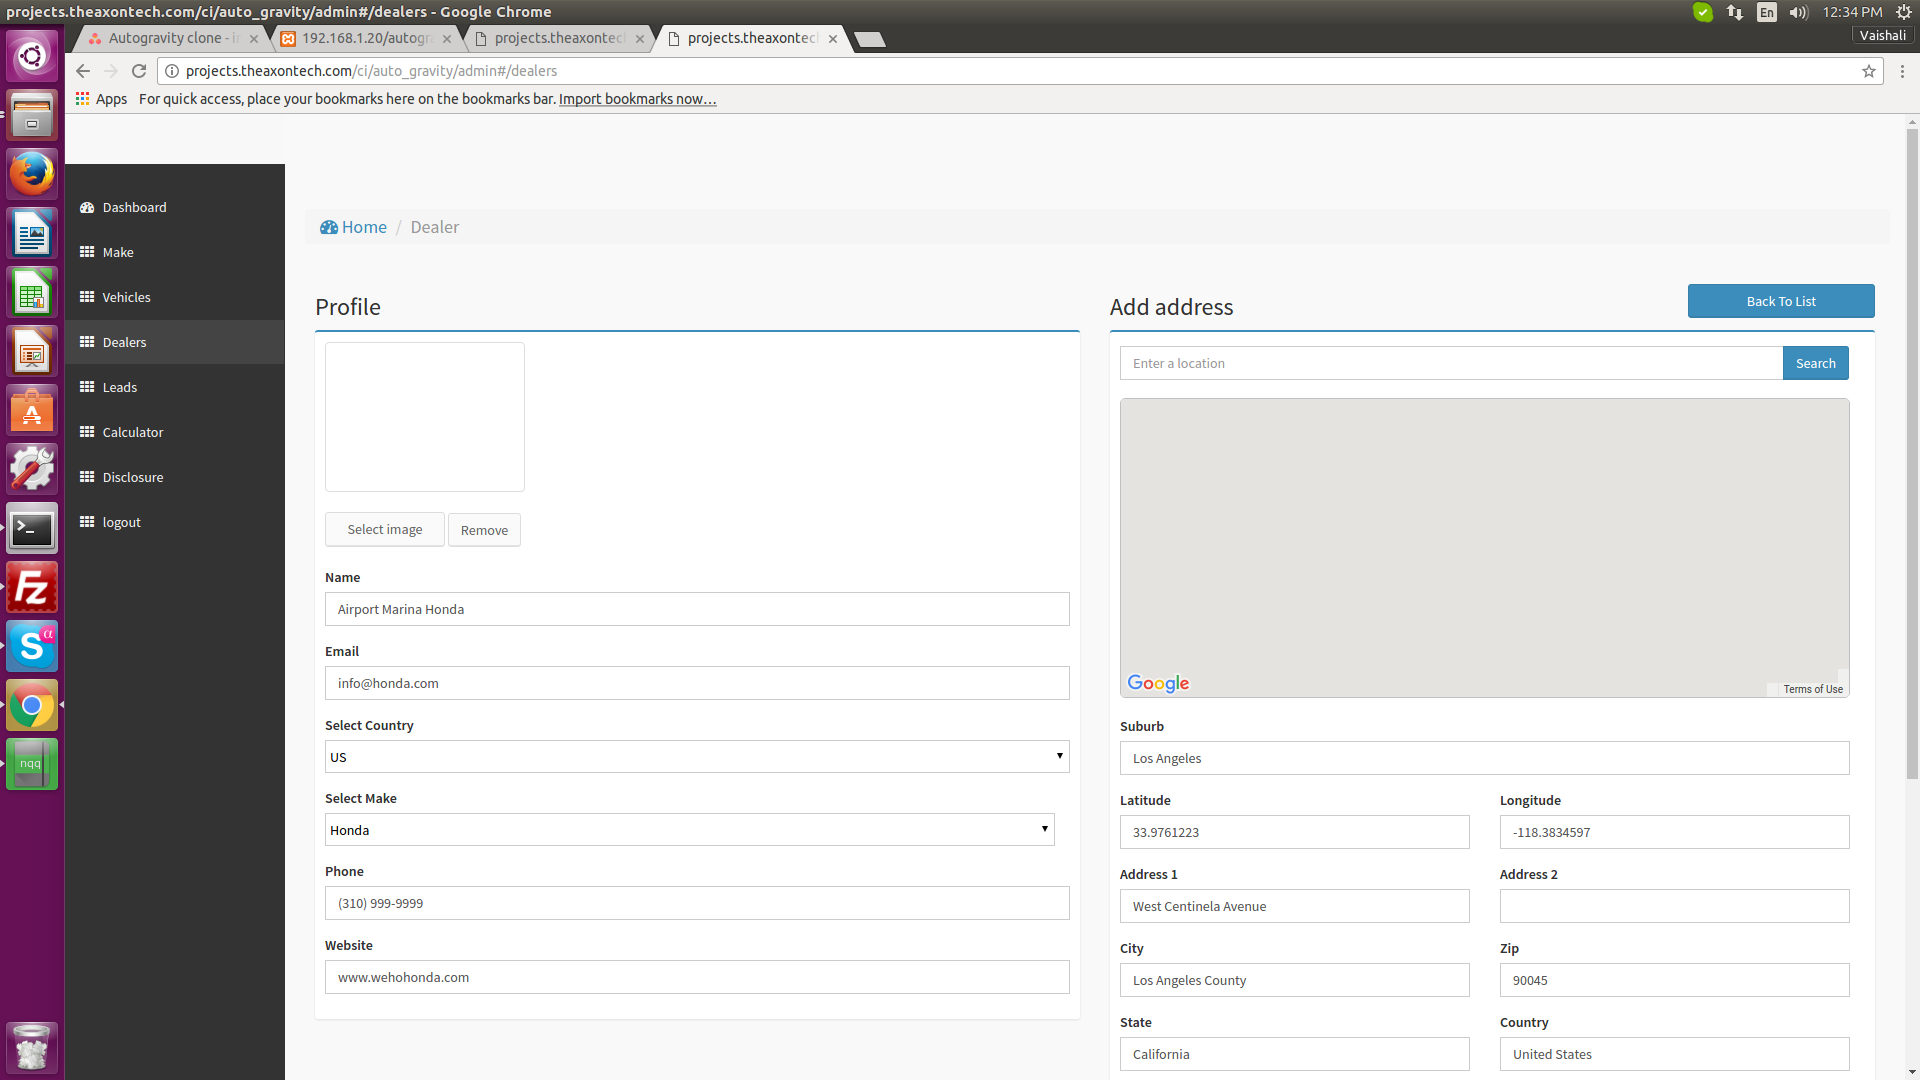 projects.theaxontech.com/ci/auto_gravity/admin#/dealers - Google Chrome
En
12:34 PM
Autogravity clone - i
192.168.1.20/autogr
projects.theaxontec
projects.theaxontec
Vaishali
projects.theaxontech.com/ci/auto_gravity/admin#/dealers
Apps
For quick access, place your bookmarks here on the bookmarks bar. Import bookmarks now…
Dashboard
Make
Vehicles
Dealers
Leads
Calculator
Disclosure
logout
nqq
Home / Dealer
Profile
Select image
Remove
Name
Airport Marina Honda
Email
info@honda.com
Select Country
US
Select Make
Honda
Phone
(310) 999-9999
Website
www.wehohonda.com
Add address
Back To List
Enter a location
Search
Google
Terms of Use
Suburb
Los Angeles
Latitude
Longitude
33.9761223
-118.3834597
Address 1
Address 2
West Centinela Avenue
City
Zip
Los Angeles County
90045
State
Country
California
United States